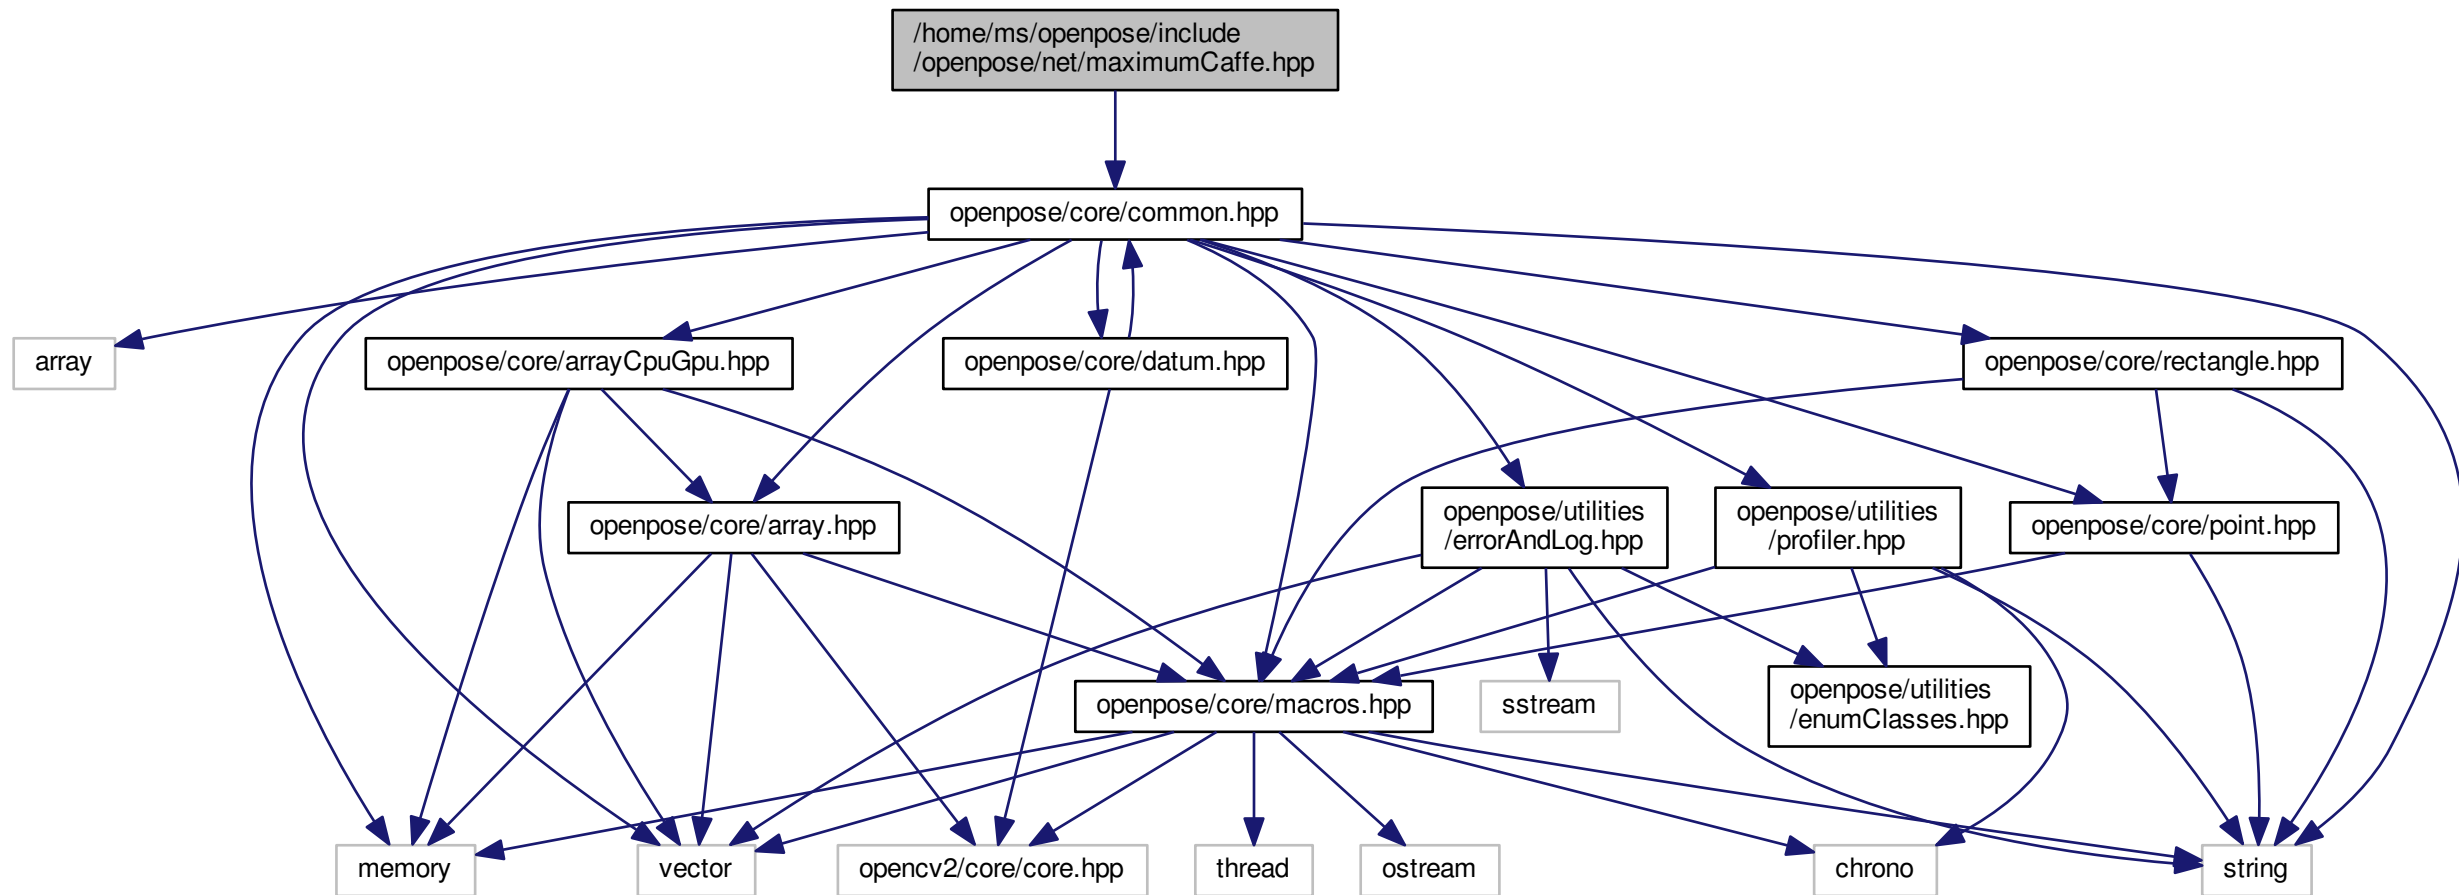 /home/ms/openpose/include
/openpose/net/maximumCaffe.hpp
openpose/core/common.hpp
array
openpose/core/arrayCpuGpu.hpp
openpose/core/datum.hpp
openpose/core/rectangle.hpp
openpose/core/array.hpp
openpose/utilities
/errorAndLog.hpp
openpose/utilities
/profiler.hpp
openpose/core/point.hpp
openpose/core/macros.hpp
sstream
openpose/utilities
/enumClasses.hpp
memory
vector
opencv2/core/core.hpp
thread
ostream
chrono
string